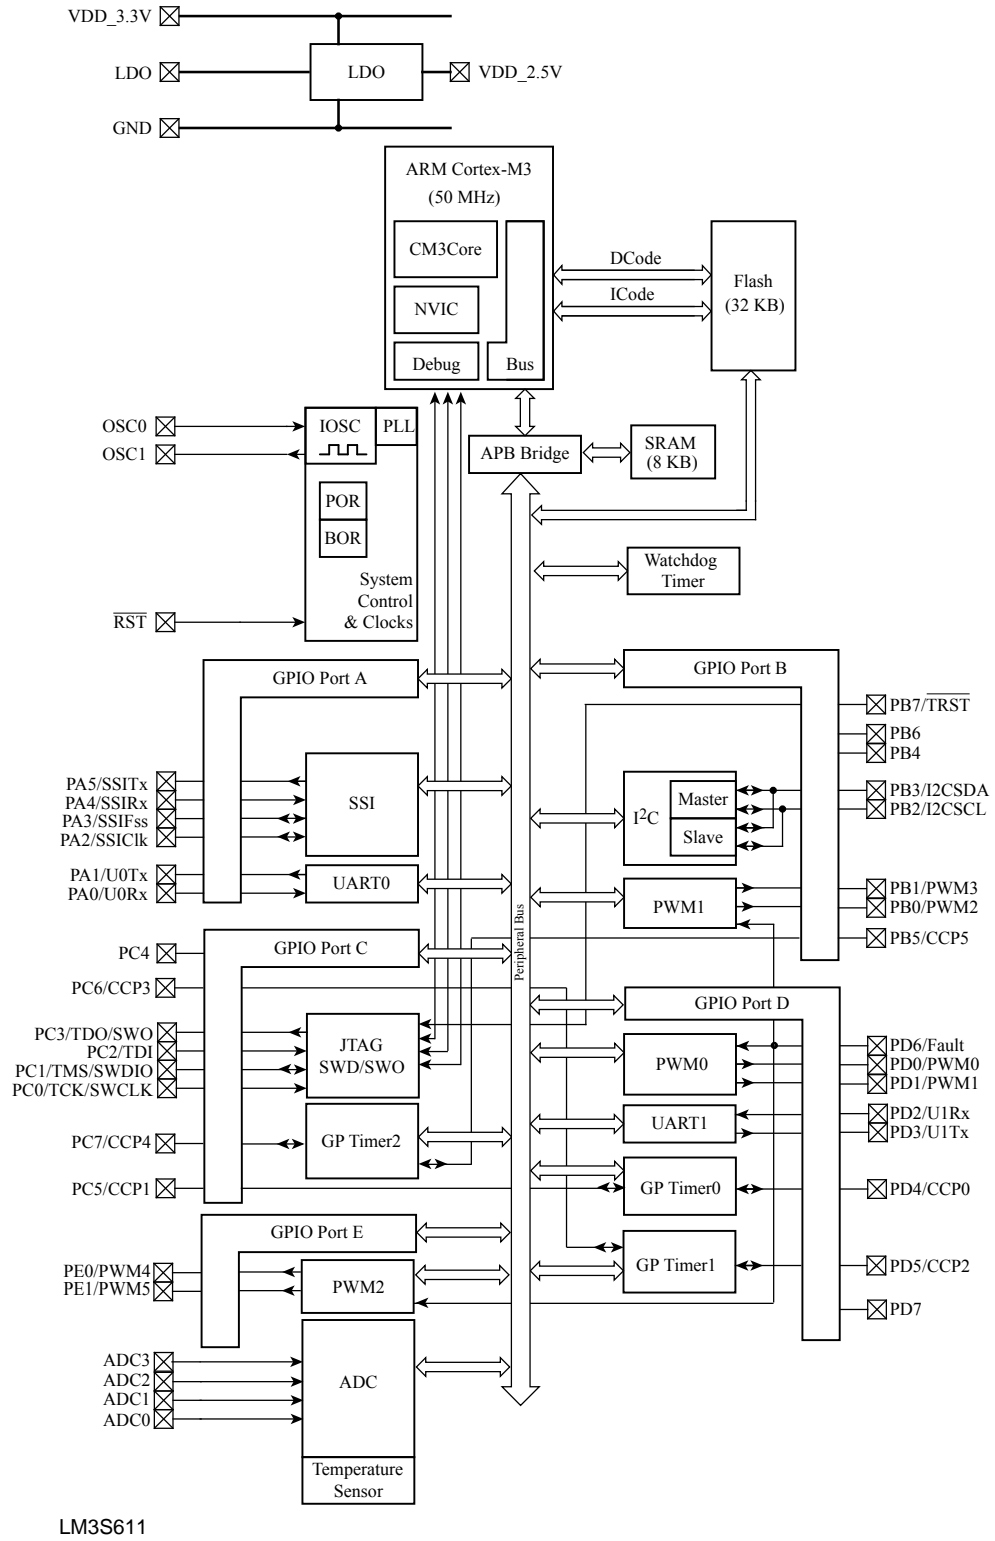 VDD_3.3V
LDO
LDO
VDD_2.5V
GND
ARM Cortex-M3
(50 MHz)
CM3Core
NVIC
Debug
Bus
DCode
ICode
Flash
(32 KB)
OSC0
OSC1
IOSC
PLL
POR
BOR
System
Control
& Clocks
RST
APB Bridge
SRAM
(8 KB)
Watchdog
Timer
GPIO Port A
PA5/SSITx
PA4/SSIRx
PA3/SSIFss
PA2/SSIClk
SSI
PA1/U0Tx
PA0/U0Rx
UART0
GPIO Port B
PB7/TRST
PB6
PB4
I2C
Master
Slave
PB3/I2CSDA
PB2/I2CSCL
PWM1
PB1/PWM3
PB0/PWM2
PB5/CCP5
Peripheral Bus
GPIO Port C
PC4
PC6/CCP3
PC3/TDO/SWO
PC2/TDI
PC1/TMS/SWDIO
PC0/TCK/SWCLK
JTAG
SWD/SWO
PC7/CCP4
GP Timer2
PC5/CCP1
GPIO Port D
PWM0
PD6/Fault
PD0/PWM0
PD1/PWM1
UART1
PD2/U1Rx
PD3/U1Tx
GP Timer0
PD4/CCP0
GP Timer1
PD5/CCP2
PD7
GPIO Port E
PE0/PWM4
PE1/PWM5
PWM2
ADC3
ADC2
ADC1
ADC0
ADC
Temperature
Sensor
LM3S611